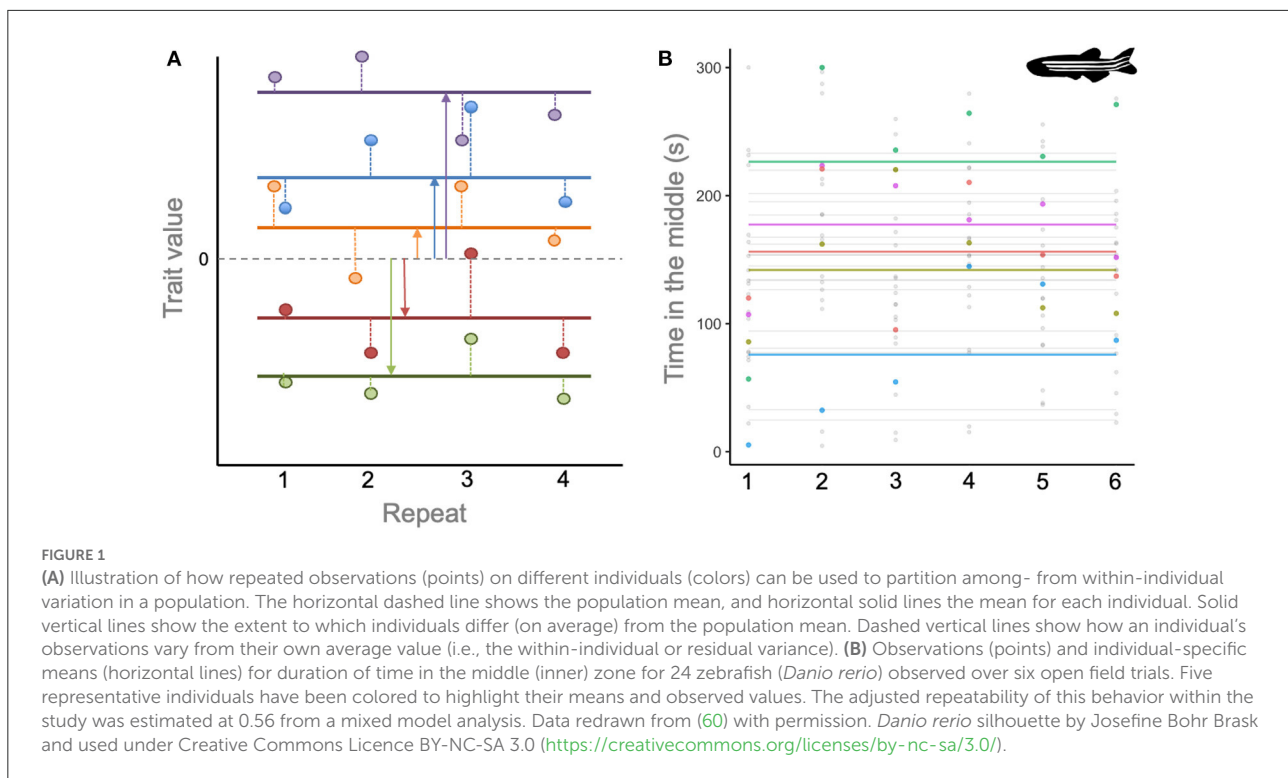 A
Trait value
0
1 2 3 4
Repeat
B
Time in the middle (s)
300
200
100
0
1 2 3 4 5 6
FIGURE 1
(A) Illustration of how repeated observations (points) on different individuals (colors) can be used to partition among- from within-individual
variation in a population. The horizontal dashed line shows the population mean, and horizontal solid lines the mean for each individual. Solid
vertical lines show the extent to which individuals differ (on average) from the population mean. Dashed vertical lines show how an individual's
observations vary from their own average value (i.e., the within-individual or residual variance). (B) Observations (points) and individual-specific
means (horizontal lines) for duration of time in the middle (inner) zone for 24 zebrafish (Danio rerio) observed over six open field trials. Five
representative individuals have been colored to highlight their means and observed values. The adjusted repeatability of this behavior within the
study was estimated at 0.56 from a mixed model analysis. Data redrawn from (60) with permission. Danio rerio silhouette by Josefine Bohr Brask
and used under Creative Commons Licence BY-NC-SA 3.0 (https://creativecommons.org/licenses/by-nc-sa/3.0/).